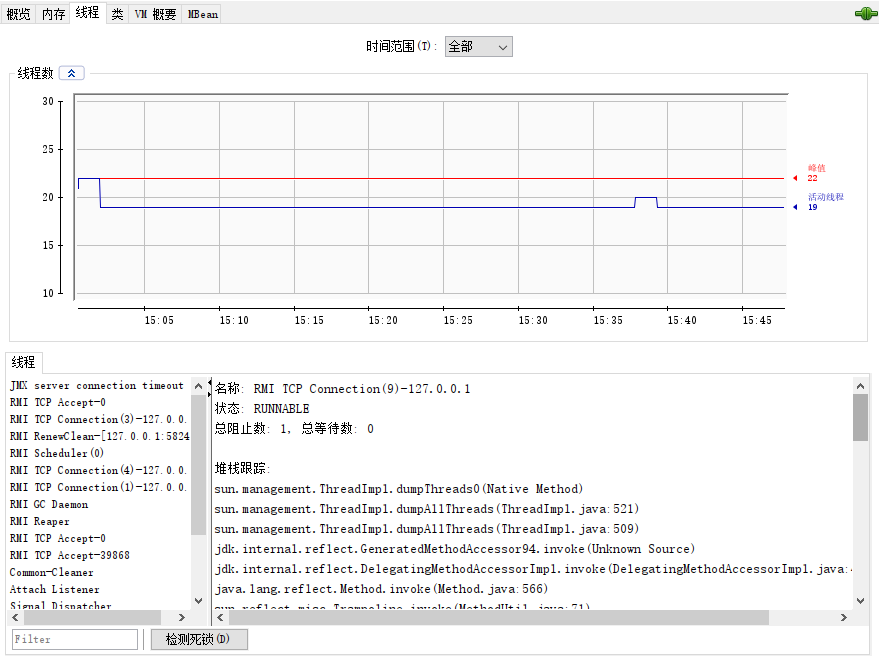 概览 内存 线程 类 VM 概要 MBean
时间范围(T): 全部
线程数
30
25
20
15
10
峰值
22
活动线程
19
15:05 15:10 15:15 15:20 15:25 15:30 15:35 15:40 15:45
线程
JMX server connection timeout
RMI TCP Accept-0
RMI TCP Connection(3)-127.0.0.
RMI RenewClean-[127.0.0.1:5824
RMI Scheduler(0)
RMI TCP Connection(4)-127.0.0.
RMI TCP Connection(1)-127.0.0.
RMI GC Daemon
RMI Reaper
RMI TCP Accept-0
RMI TCP Accept-39868
Common-Cleaner
Attach Listener
Signal Dispatcher
名称: RMI TCP Connection(9)-127.0.0.1
状态: RUNNABLE
总阻止数: 1, 总等待数: 0
堆栈跟踪:
sun.management.ThreadImpl.dumpThreads0(Native Method)
sun.management.ThreadImpl.dumpAllThreads(ThreadImpl.java:521)
sun.management.ThreadImpl.dumpAllThreads(ThreadImpl.java:509)
jdk.internal.reflect.GeneratedMethodAccessor94.invoke(Unknown Source)
jdk.internal.reflect.DelegatingMethodAccessorImpl.invoke(DelegatingMethodAccessorImpl.java:4
java.lang.reflect.Method.invoke(Method.java:566)
sun.reflect.misc.Trampoline.invoke(MethodUtil.java:71)
Filter
检测死锁(D)